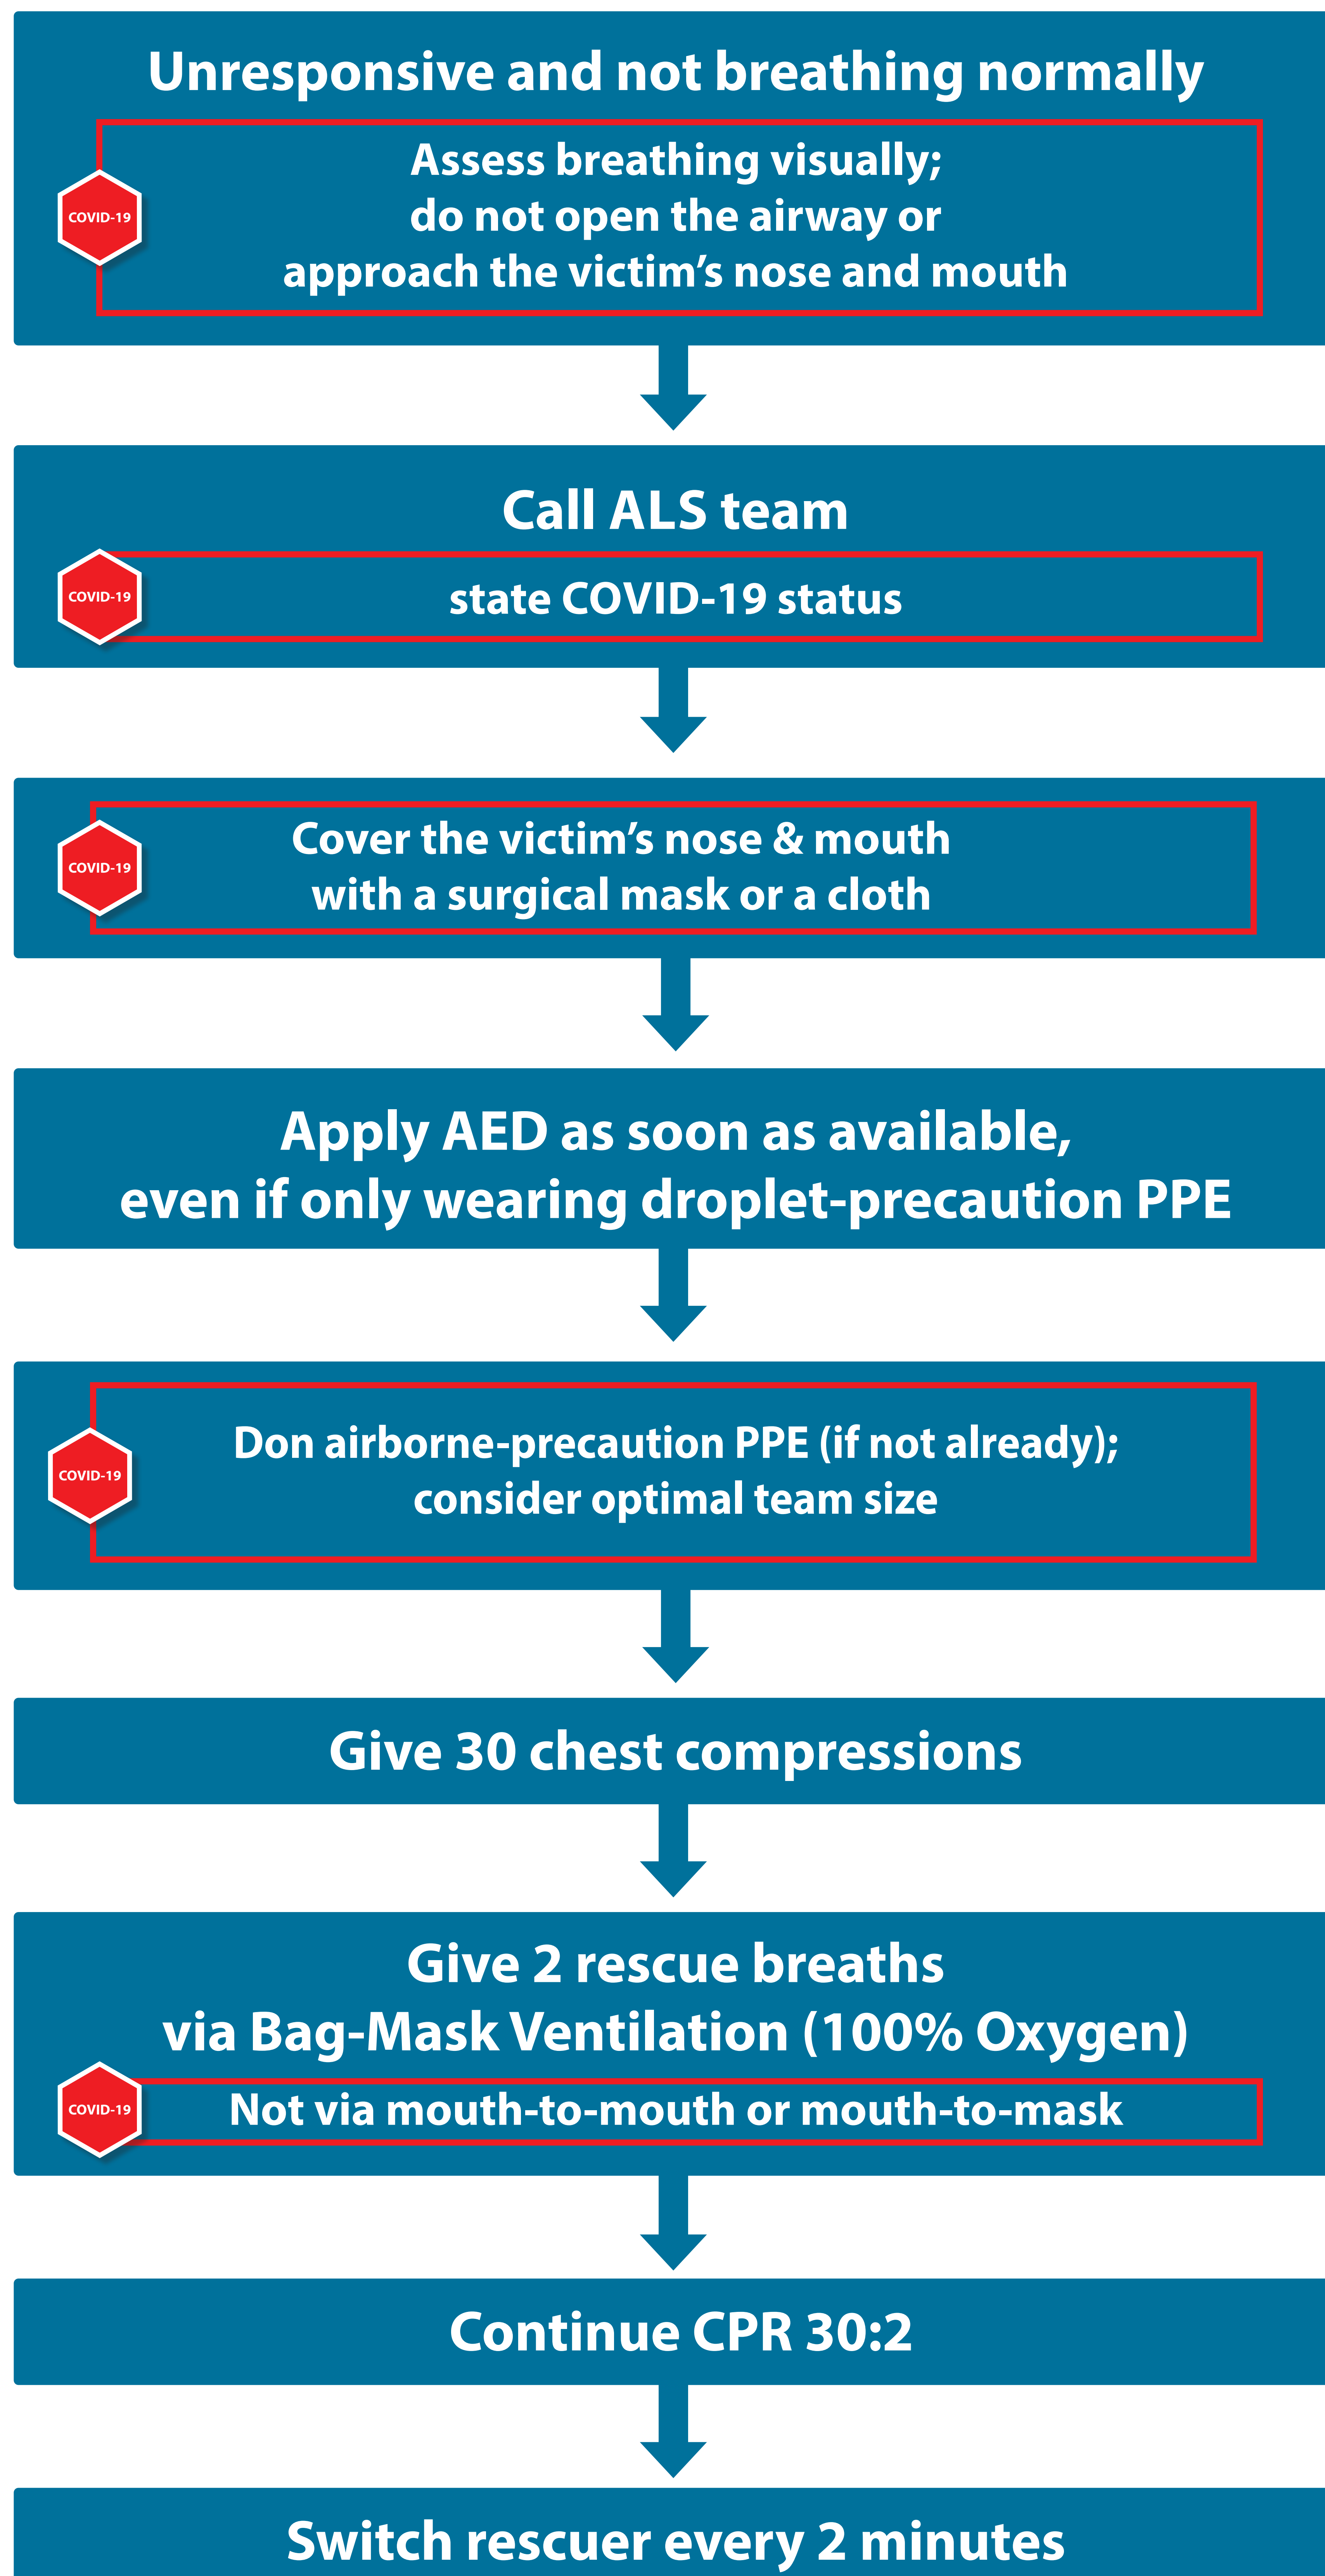 Unresponsive and not breathing normally
COVID-19
Assess breathing visually;
do not open the airway or
approach the victim’s nose and mouth
Call ALS team
COVID-19
state COVID-19 status
COVID-19
Cover the victim’s nose & mouth
with a surgical mask or a cloth
Apply AED as soon as available,
even if only wearing droplet-precaution PPE
COVID-19
Don airborne-precaution PPE (if not already);
consider optimal team size
Give 30 chest compressions
Give 2 rescue breaths
via Bag-Mask Ventilation (100% Oxygen)
COVID-19
Not via mouth-to-mouth or mouth-to-mask
Continue CPR 30:2
Switch rescuer every 2 minutes